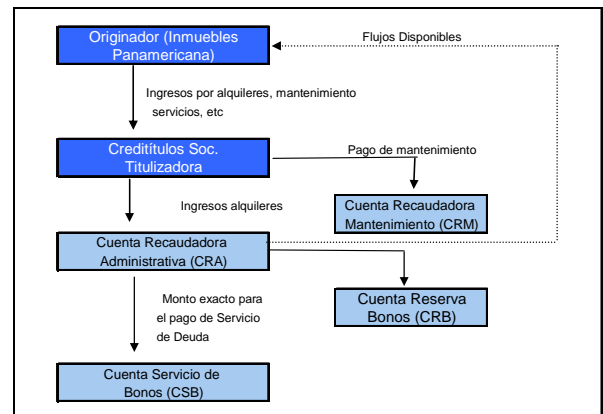 Originador (Inmuebles
Panamericana)
Flujos Disponibles
Ingresos por alquileres, mantenimiento
servicios, etc
Creditítulos Soc.
Titulizadora
Pago de mantenimiento
Ingresos alquileres
Cuenta Recaudadora
Mantenimiento (CRM)
Cuenta Recaudadora
Administrativa (CRA)
Monto exacto para
el pago de Servicio
de Deuda
Cuenta Reserva
Bonos (CRB)
Cuenta Servicio de
Bonos (CSB)